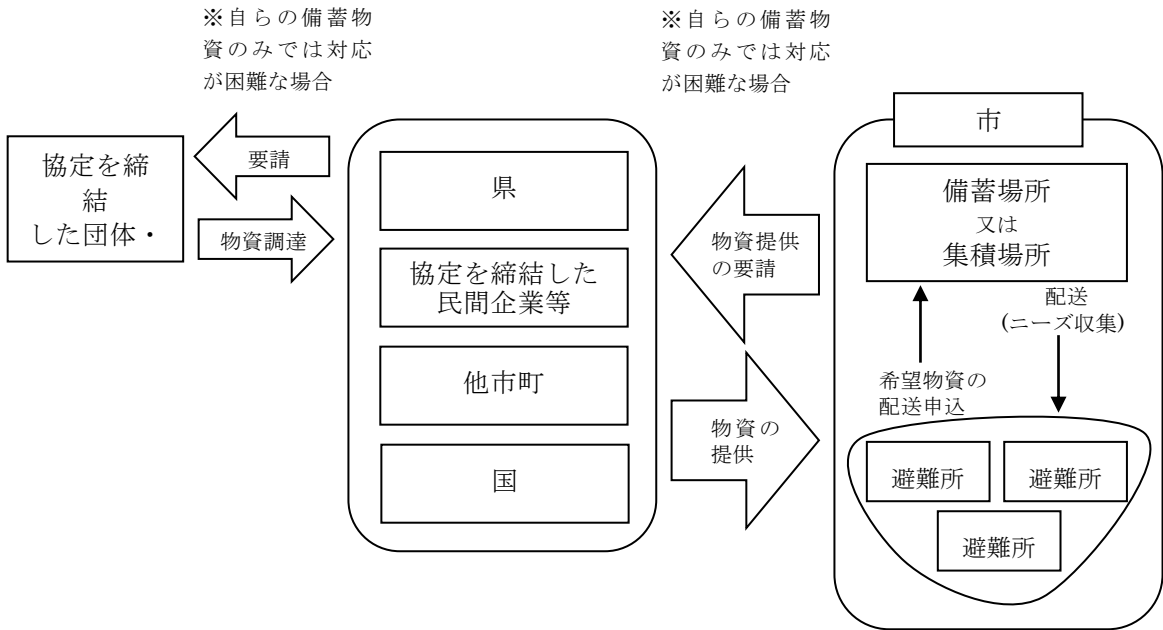 ※自らの備蓄物
資のみでは対応
が困難な場合
※自らの備蓄物
資のみでは対応
が困難な場合
協定を締
結
した団体・
要請
物資調達
県
協定を締結した
民間企業等
他市町
国
物資提供
の要請
物資の
提供
市
備蓄場所
又は
集積場所
配送
(ニーズ収集)
希望物資の
配送申込
避難所
避難所
避難所